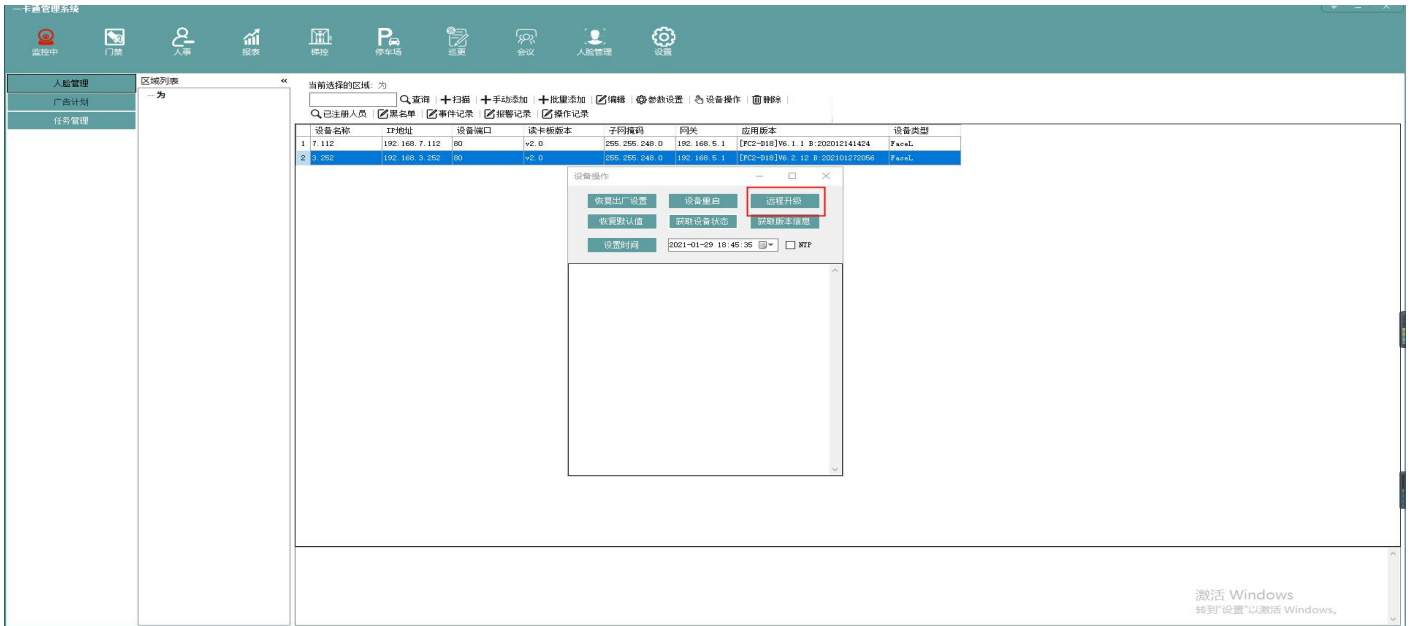 一卡通管理系统
监控中 门禁 人事 报表 梯控 停车场 巡更 会议 人脸管理 设置
人脸管理
广告计划
任务管理
区域列表 «
为
当前选择的区域: 为
查询 扫描 手动添加 批量添加 编辑 参数设置 设备操作 删除
已注册人员 黑名单 事件记录 报警记录 操作记录
设备名称 IP地址 设备端口 读卡板版本 子网掩码 网关 应用版本 设备类型
1 7.112 192.168.7.112 80 v2.0 255.255.248.0 192.168.5.1 [FC2-D18]V6.1.1 B:202012141424 FaceL
2 3.252 192.168.3.252 80 v2.0 255.255.248.0 192.168.5.1 [FC2-D18]V6.2.12 B:202101272056 FaceL
设备操作
恢复出厂设置 设备重启 远程升级
恢复默认值 获取设备状态 获取版本信息
设置时间 2021-01-29 18:45:35 NTP
激活 Windows
转到"设置"以激活 Windows。